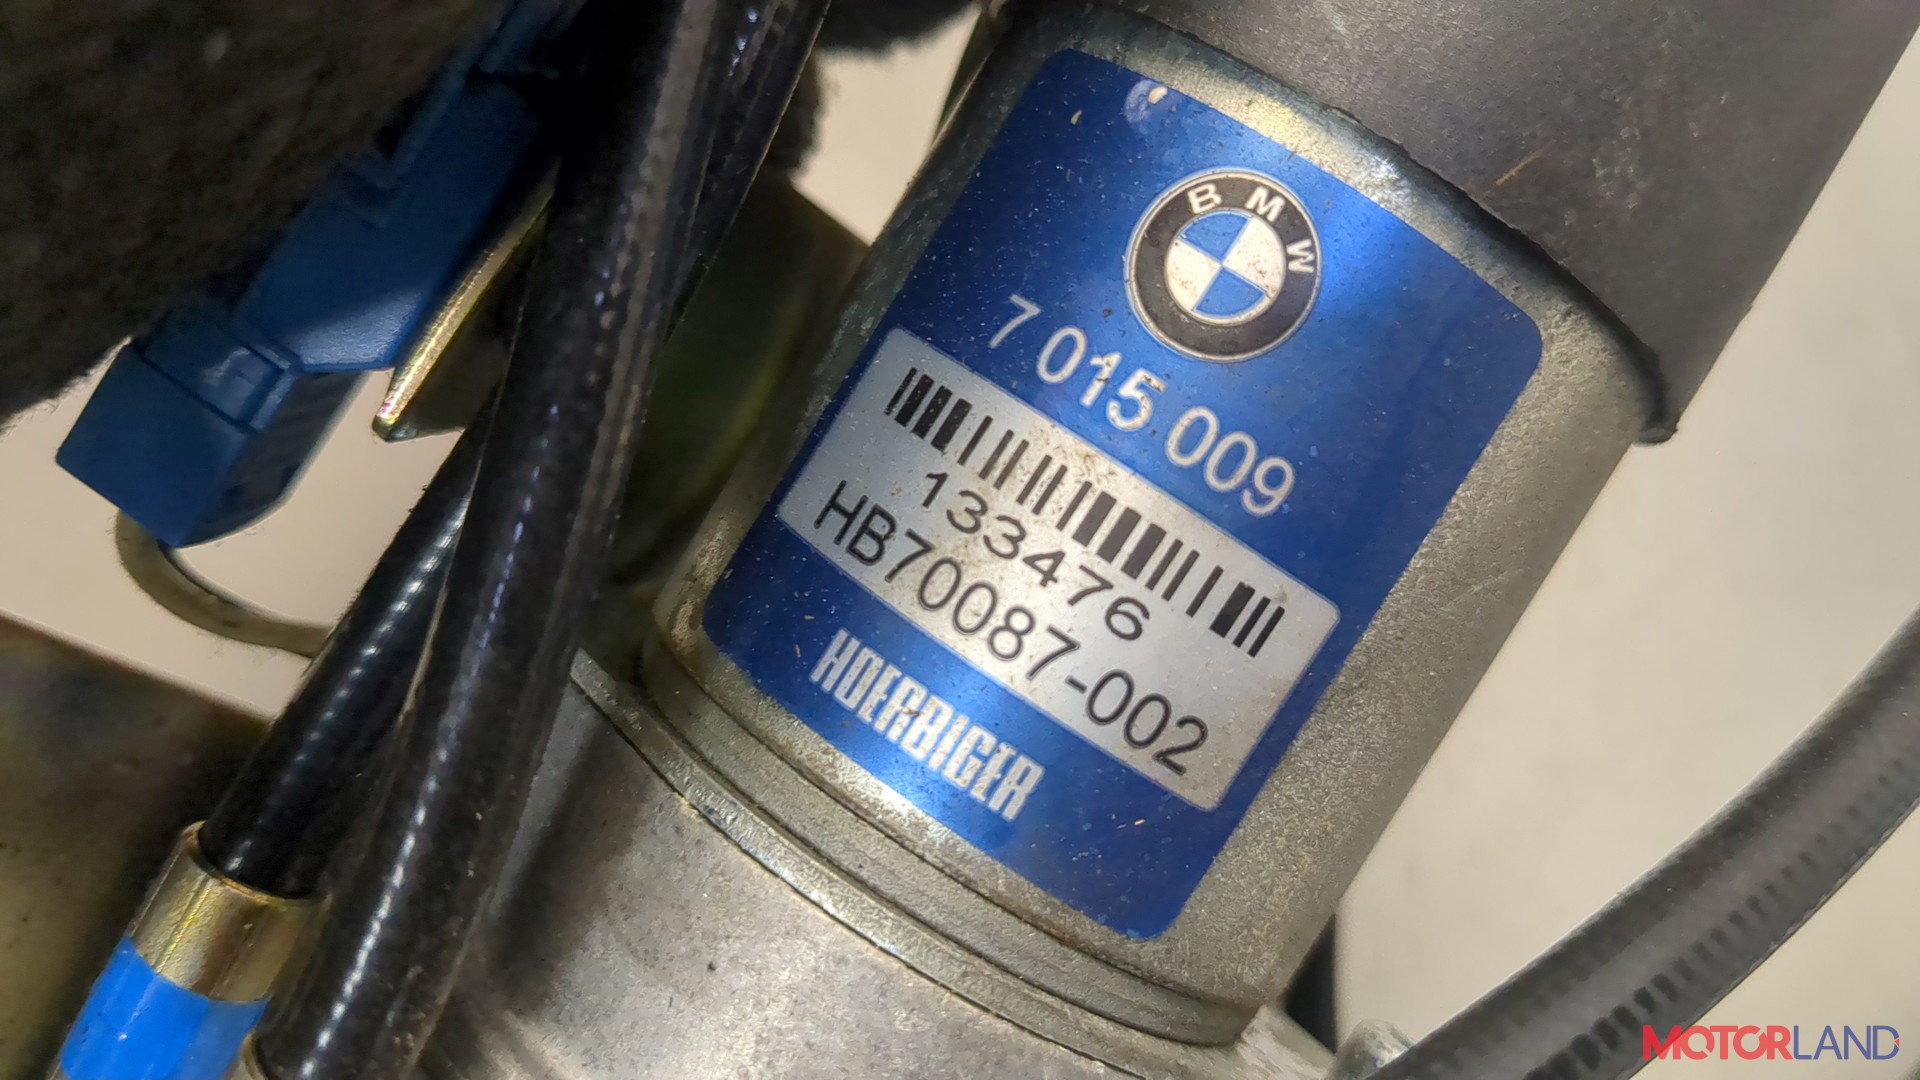 BMW
7 015 009
133476
HB70087-002
HOERBIGER
MOTORLAND